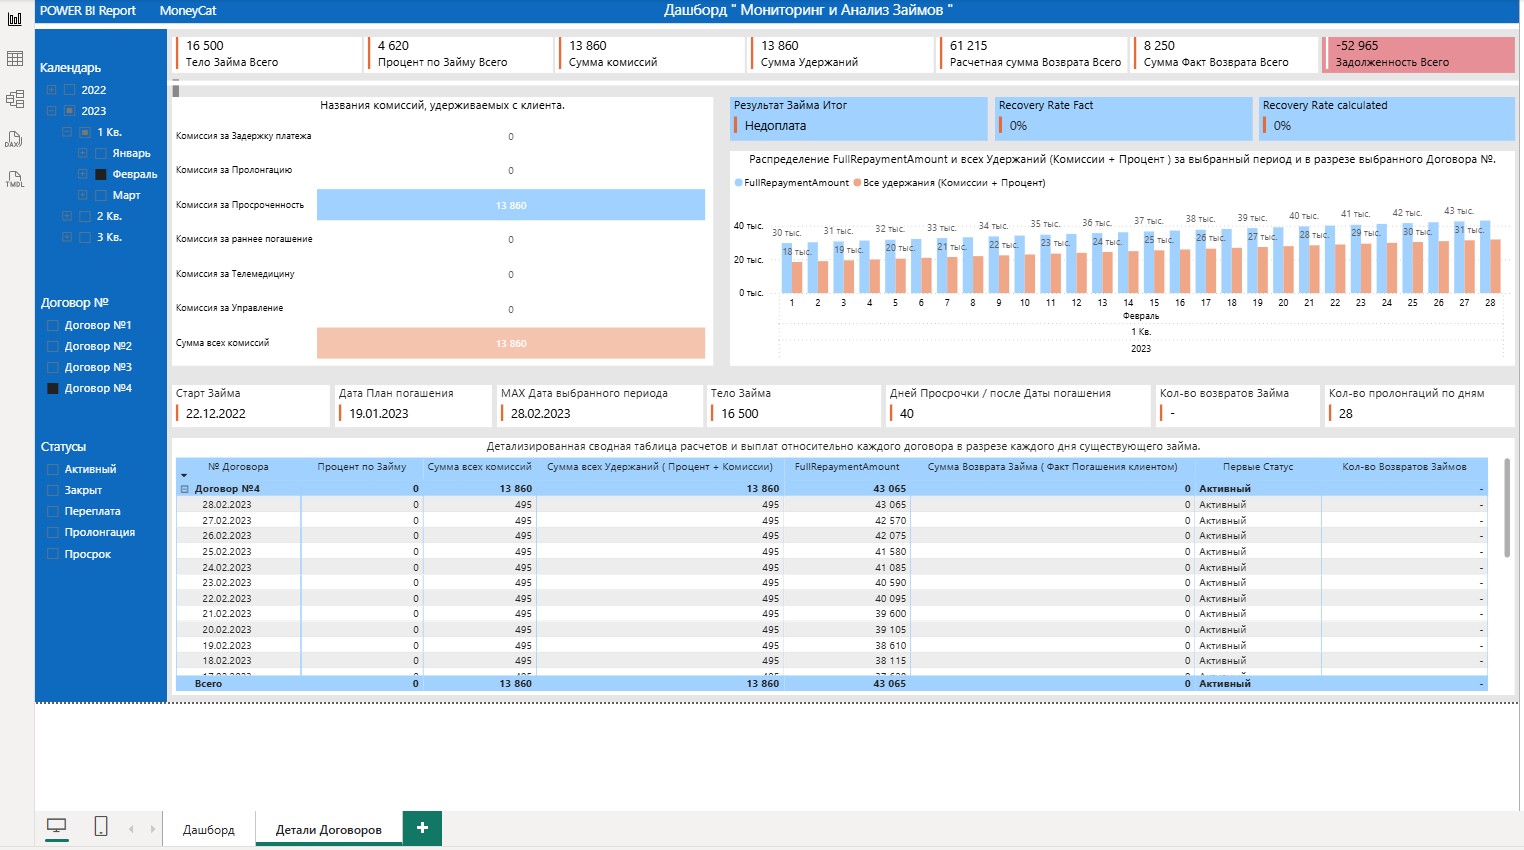 POWER BI Report MoneyCat
Дашборд " Мониторинг и Анализ Займов "
DAX
TMDL
Календарь
2022
2023
1 Кв.
Январь
Февраль
Март
2 Кв.
3 Кв.
Договор №
Договор №1
Договор №2
Договор №3
Договор №4
Статусы
Активный
Закрыт
Переплата
Пролонгация
Просрок
16 500
Тело Займа Всего
4 620
Процент по Займу Всего
13 860
Сумма комиссий
13 860
Сумма Удержаний
61 215
Расчетная сумма Возврата Всего
8 250
Сумма Факт Возврата Всего
-52 965
Задолженность Всего
Названия комиссий, удерживаемых с клиента.
Комиссия за Задержку платежа 0
Комиссия за Пролонгацию 0
Комиссия за Просроченность 13 860
Комиссия за раннее погашение 0
Комиссия за Телемедицину 0
Комиссия за Управление 0
Сумма всех комиссий 13 860
Результат Займа Итог
Недоплата
Recovery Rate Fact
0%
Recovery Rate calculated
0%
Распределение FullRepaymentAmount и всех Удержаний (Комиссии + Процент ) за выбранный период и в разрезе выбранного Договора №.
FullRepaymentAmount Все удержания (Комиссии + Процент)
40 тыс.
20 тыс.
0 тыс.
30 тыс. 31 тыс. 32 тыс. 33 тыс. 34 тыс. 35 тыс. 36 тыс. 37 тыс. 38 тыс. 39 тыс. 40 тыс. 41 тыс. 42 тыс. 43 тыс.
18 тыс. 19 тыс. 20 тыс. 21 тыс. 22 тыс. 23 тыс. 24 тыс. 25 тыс. 26 тыс. 27 тыс. 28 тыс. 29 тыс. 30 тыс. 31 тыс.
1 2 3 4 5 6 7 8 9 10 11 12 13 14 15 16 17 18 19 20 21 22 23 24 25 26 27 28
Февраль
1 Кв.
2023
Старт Займа
22.12.2022
Дата План погашения
19.01.2023
MAX Дата выбранного периода
28.02.2023
Тело Займа
16 500
Дней Просрочки / после Даты погашения
40
Кол-во возвратов Займа
-
Кол-во пролонгаций по дням
28
Детализированная сводная таблица расчетов и выплат относительно каждого договора в разрезе каждого дня существующего займа.
№ Договора Процент по Займу Сумма всех комиссий Сумма всех Удержаний ( Процент + Комиссии) FullRepaymentAmount Сумма Возврата Займа ( Факт Погашения клиентом) Первые Статус Кол-во Возвратов Займов
Договор №4 0 13 860 13 860 43 065 0 Активный -
28.02.2023 0 495 495 43 065 0 Активный -
27.02.2023 0 495 495 42 570 0 Активный -
26.02.2023 0 495 495 42 075 0 Активный -
25.02.2023 0 495 495 41 580 0 Активный -
24.02.2023 0 495 495 41 085 0 Активный -
23.02.2023 0 495 495 40 590 0 Активный -
22.02.2023 0 495 495 40 095 0 Активный -
21.02.2023 0 495 495 39 600 0 Активный -
20.02.2023 0 495 495 39 105 0 Активный -
19.02.2023 0 495 495 38 610 0 Активный -
18.02.2023 0 495 495 38 115 0 Активный -
Всего 0 13 860 13 860 43 065 0 Активный -
Дашборд
Детали Договоров
+